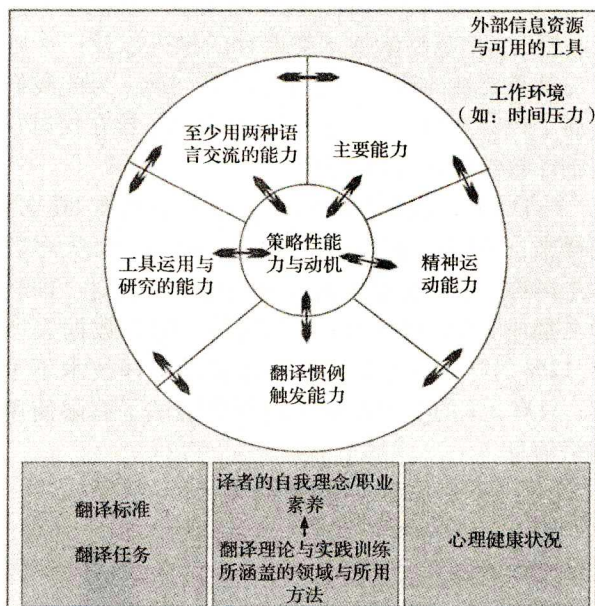 外部信息资源
与可用的工具
工作环境
（如：时间压力）
至少用两种语
言交流的能力
主要能力
策略性能
力与动机
工具运用与
研究的能力
精神运
动能力
翻译惯例
触发能力
翻译标准
翻译任务
译者的自我理念/职业
素养
翻译理论与实践训练
所涵盖的领域与所用
方法
心理健康状况